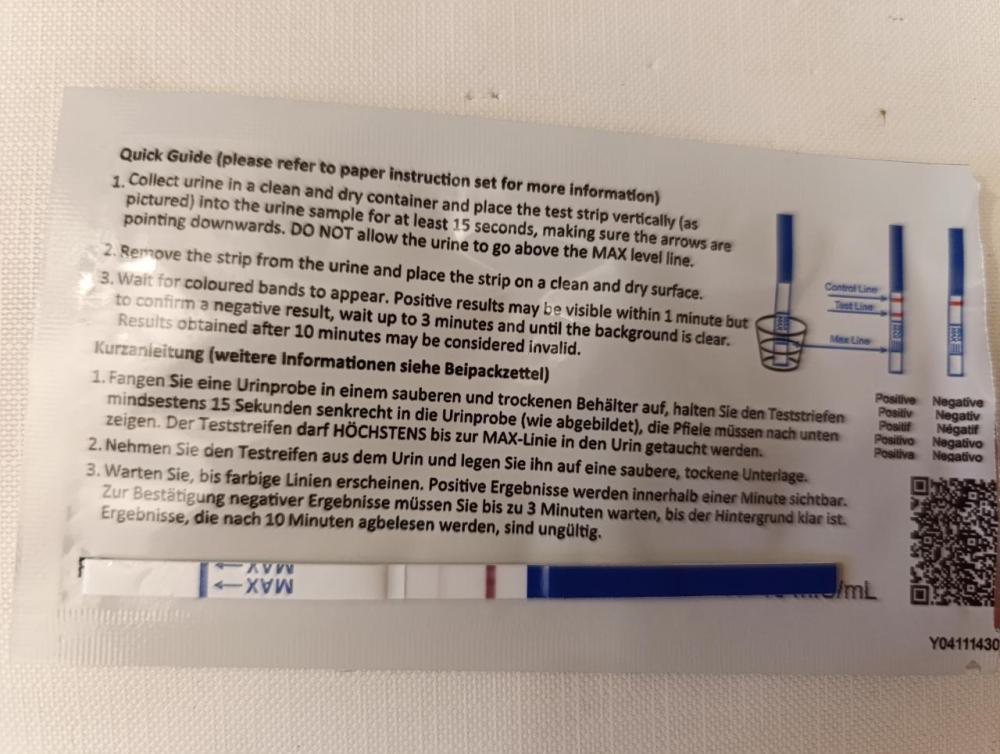 Quick Guide (please refer to paper instruction set for more information)
1. Collect urine in a clean and dry container and place the test strip vertically (as
pictured) into the urine sample for at least 15 seconds, making sure the arrows are
pointing downwards. DO NOT allow the urine to go above the MAX level line.
2. Remove the strip from the urine and place the strip on a clean and dry surface.
3. Wait for coloured bands to appear. Positive results may be visible within 1 minute but
to confirm a negative result, wait up to 3 minutes and until the background is clear.
Results obtained after 10 minutes may be considered invalid.
Kurzanleitung (weitere Informationen siehe Beipackzettel)
1. Fangen Sie eine Urinprobe in einem sauberen und trockenen Behälter auf, halten Sie den Teststriefen
mindsestens 15 Sekunden senkrecht in die Urinprobe (wie abgebildet), die Pfiele müssen nach unten
zeigen. Der Teststreifen darf HÖCHSTENS bis zur MAX-Linie in den Urin getaucht werden.
2. Nehmen Sie den Testreifen aus dem Urin und legen Sie ihn auf eine saubere, tockene Unterlage.
3. Warten Sie, bis farbige Linien erscheinen. Positive Ergebnisse werden innerhalb einer Minute sichtbar.
Zur Bestätigung negativer Ergebnisse müssen Sie bis zu 3 Minuten warten, bis der Hintergrund klar ist.
Ergebnisse, die nach 10 Minuten agbelesen werden, sind ungültig.
Control Line
Test Line
Max Line
Positive Negative
Positiv Negativ
Positif Négatif
Positivo Negativo
Positiva Negativo
MAX
MAX
/mL
Y04111430